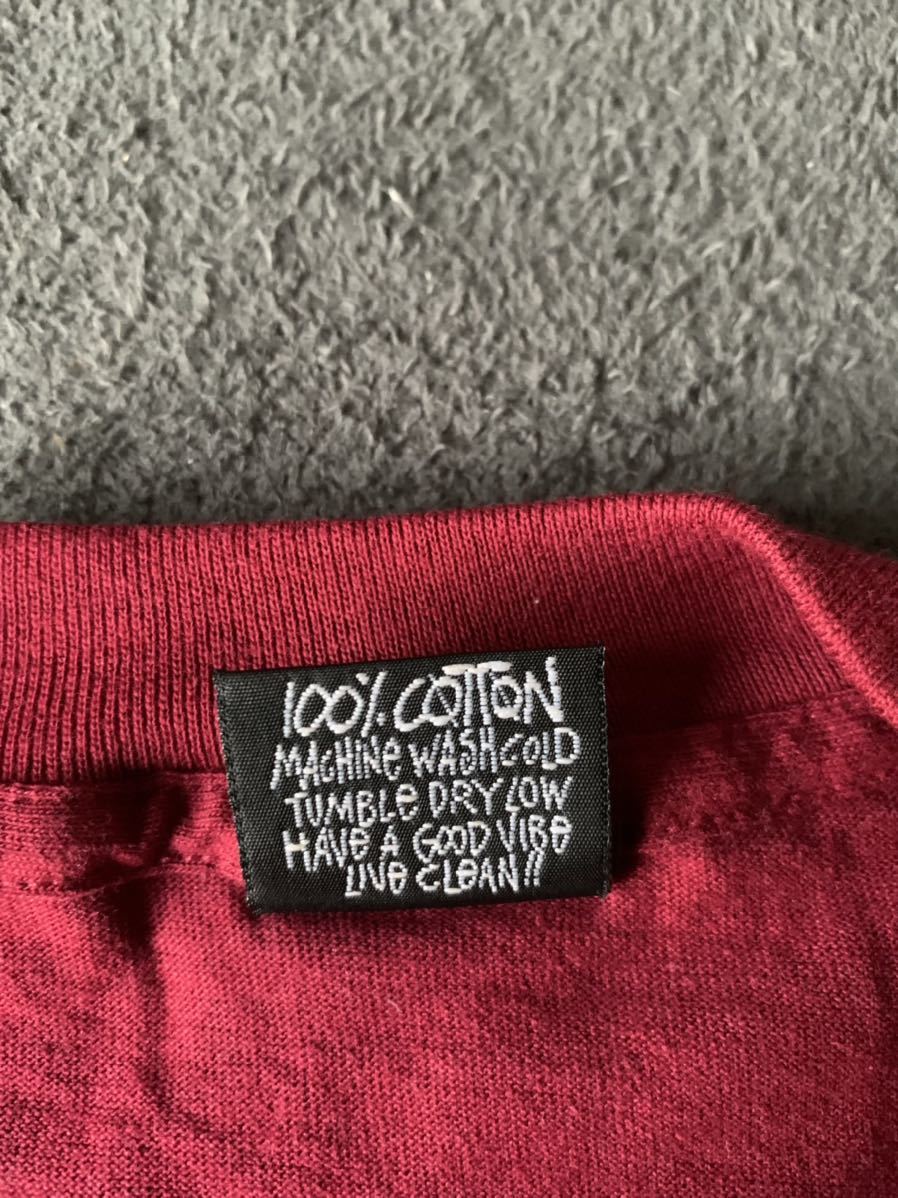 100% COTTON
MACHINe WASH COLD
TUMBLe DRY LOW
HAVe A GOOD VIBe
LIVe CLeAN!!